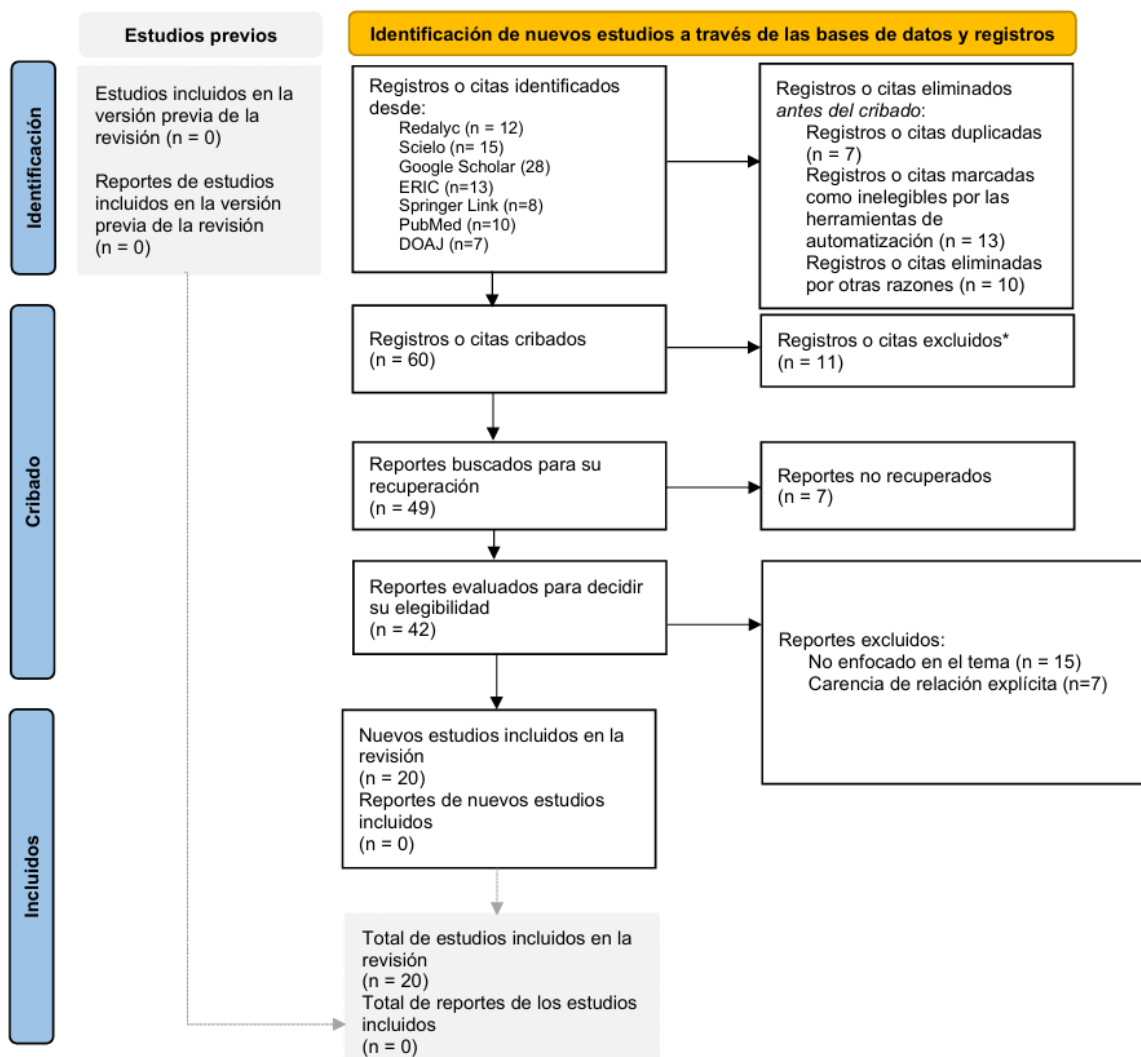 Estudios previos
Identificación de nuevos estudios a través de las bases de datos y registros
Identificación
Estudios incluidos en la
versión previa de la
revisión (n = 0)
Reportes de estudios
incluidos en la versión
previa de la revisión
(n = 0)
Registros o citas identificados
desde:
Redalyc (n = 12)
Scielo (n= 15)
Google Scholar (28)
ERIC (n=13)
Springer Link (n=8)
PubMed (n=10)
DOAJ (n=7)
Registros o citas eliminados
antes del cribado:
Registros o citas duplicadas
(n = 7)
Registros o citas marcadas
como inelegibles por las
herramientas de
automatización (n = 13)
Registros o citas eliminadas
por otras razones (n = 10)
Cribado
Registros o citas cribados
(n = 60)
Registros o citas excluidos*
(n = 11)
Reportes buscados para su
recuperación
(n = 49)
Reportes no recuperados
(n = 7)
Reportes evaluados para decidir
su elegibilidad
(n = 42)
Reportes excluidos:
No enfocado en el tema (n = 15)
Carencia de relación explícita (n=7)
Incluidos
Nuevos estudios incluidos en la
revisión
(n = 20)
Reportes de nuevos estudios
incluidos
(n = 0)
Total de estudios incluidos en la
revisión
(n = 20)
Total de reportes de los estudios
incluidos
(n = 0)